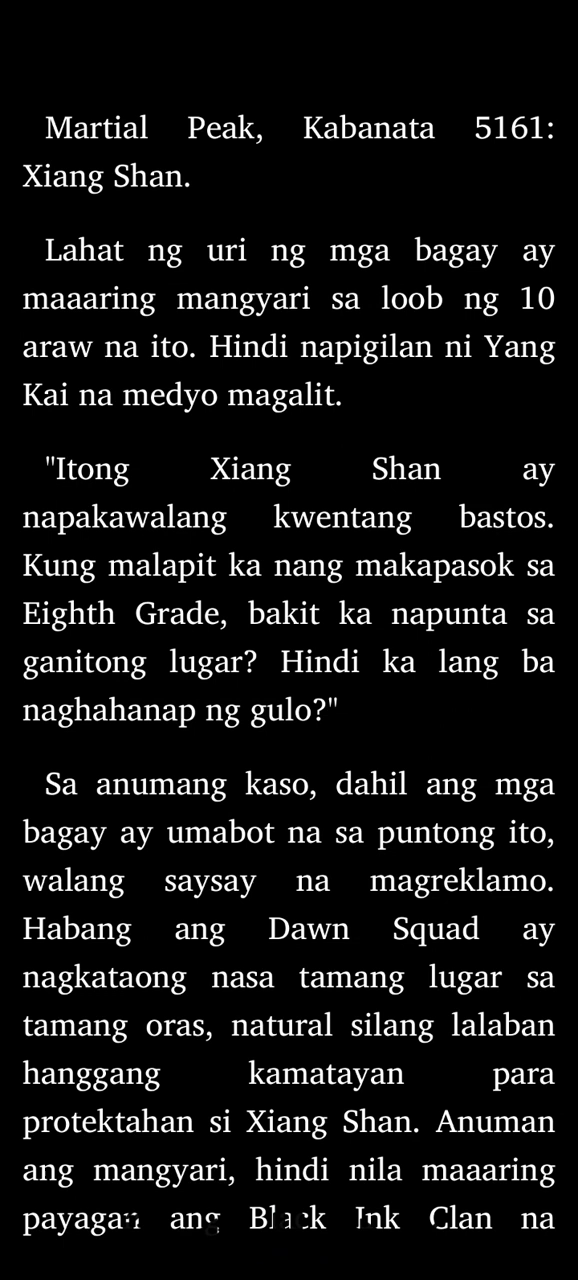 Martial Peak, Kabanata 5161:
Xiang Shan.
Lahat ng uri ng mga bagay ay
maaaring mangyari sa loob ng 10
araw na ito. Hindi napigilan ni Yang
Kai na medyo magalit.
"Itong Xiang Shan ay
napakawalang kwentang bastos.
Kung malapit ka nang makapasok sa
Eighth Grade, bakit ka napunta sa
ganitong lugar? Hindi ka lang ba
naghahanap ng gulo?"
Sa anumang kaso, dahil ang mga
bagay ay umabot na sa puntong ito,
walang saysay na magreklamo.
Habang ang Dawn Squad ay
nagkataong nasa tamang lugar sa
tamang oras, natural silang lalaban
hanggang kamatayan para
protektahan si Xiang Shan. Anuman
ang mangyari, hindi nila maaaring
payagan ang Black Ink Clan na